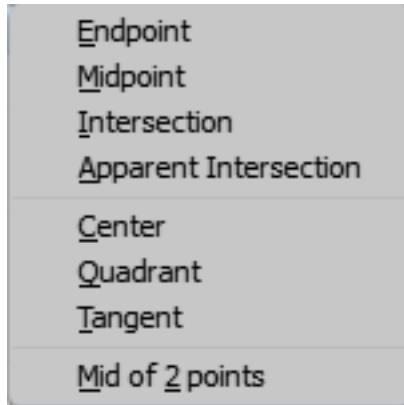 Endpoint
Midpoint
Intersection
Apparent Intersection
Center
Quadrant
Tangent
Mid of 2 points